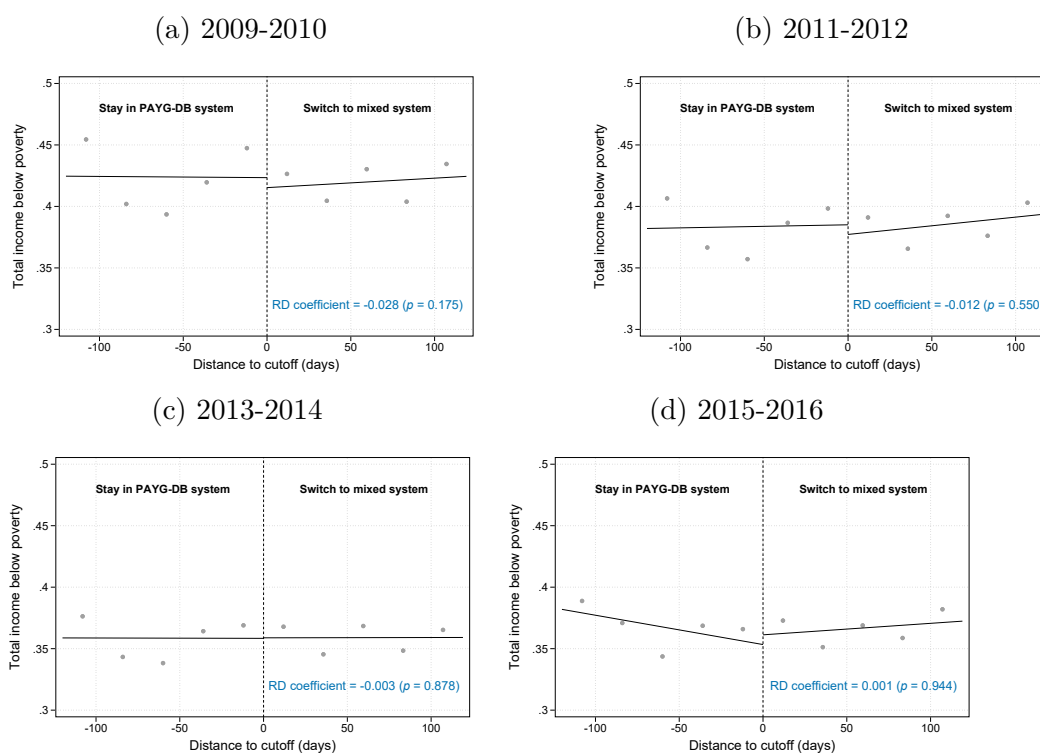 (a) 2009-2010
.5
Stay in PAYG-DB system
Switch to mixed system
.45
.4
.35
.3
Total income below poverty
RD coefficient = -0.028 (p = 0.175)
-100
-50
0
50
100
Distance to cutoff (days)
(b) 2011-2012
.5
Stay in PAYG-DB system
Switch to mixed system
.45
.4
.35
.3
Total income below poverty
RD coefficient = -0.012 (p = 0.550
-100
-50
0
50
100
Distance to cutoff (days)
(c) 2013-2014
.5
Stay in PAYG-DB system
Switch to mixed system
.45
.4
.35
.3
Total income below poverty
RD coefficient = -0.003 (p = 0.878)
-100
-50
0
50
100
Distance to cutoff (days)
(d) 2015-2016
.5
Stay in PAYG-DB system
Switch to mixed system
.45
.4
.35
.3
Total income below poverty
RD coefficient = 0.001 (p = 0.944)
-100
-50
0
50
100
Distance to cutoff (days)